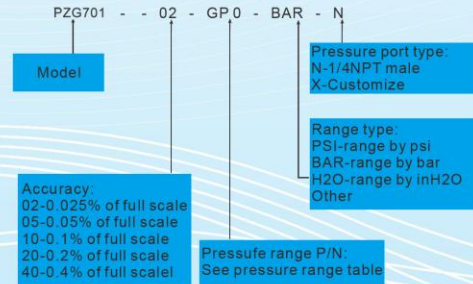 PZG701 - - 02 - GP0 - BAR - N
Model
Pressure port type:
N-1/4NPT male
X-Customize
Range type:
PSI-range by psi
BAR-range by bar
H2O-range by inH2O
Other
Accuracy:
02-0.025% of full scale
05-0.05% of full scale
10-0.1% of full scale
20-0.2% of full scale
40-0.4% of full scalel
Pressufe range P/N:
See pressure range table